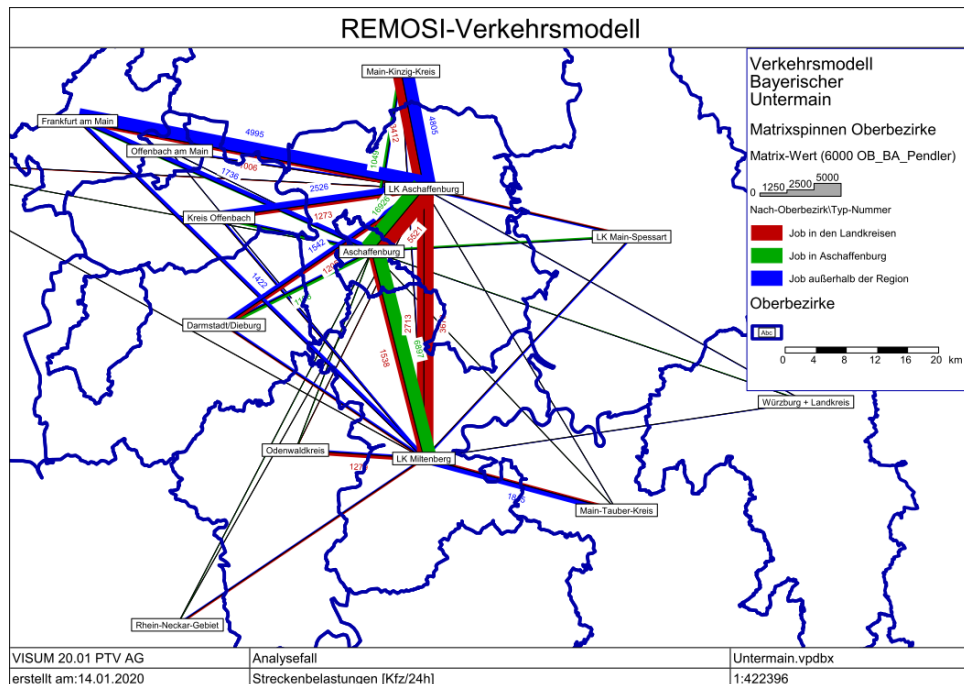 REMOSI-Verkehrsmodell
Main-Kinzig-Kreis
Verkehrsmodell
Bayerischer
Untermain
Matrixspinnen Oberbezirke
Matrix-Wert (6000 OB_BA_Pendler)
0 1250 2500 5000
Nach-Oberbezirk\Typ-Nummer
Job in den Landkreisen
Job in Aschaffenburg
Job außerhalb der Region
Oberbezirke
Abc
0 4 8 12 16 20
km
Frankfurt am Main
4995
4805
Offenbach am Main
1736
2526
LK Aschaffenburg
16926
Kreis Offenbach
1273
5521
LK Main-Spessart
1542
Aschaffenburg
1422
Darmstadt/Dieburg
2713
6897
1538
Würzburg + Landkreis
Odenwaldkreis
LK Miltenberg
Main-Tauber-Kreis
Rhein-Neckar-Gebiet
VISUM 20.01 PTV AG
Analysefall
Untermain.vpdbx
erstellt am:14.01.2020
Streckenbelastungen [Kfz/24h]
1:422396